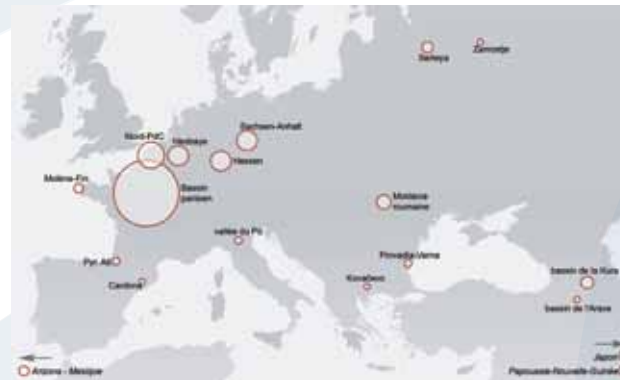 Zamostje
Nord-PdC
Hesbaye
Sachsen-Anhalt
Hessen
Molène-Fin
Bassin
parisien
Moldavie
roumaine
vallée du Pô
Pyr. Atl.
Cardona
Provadia-Varna
Kovačevo
bassin de la Kura
bassin de l'Araxe
Arizona - Mexique
Japon
Papouasie-Nouvelle-Guinée